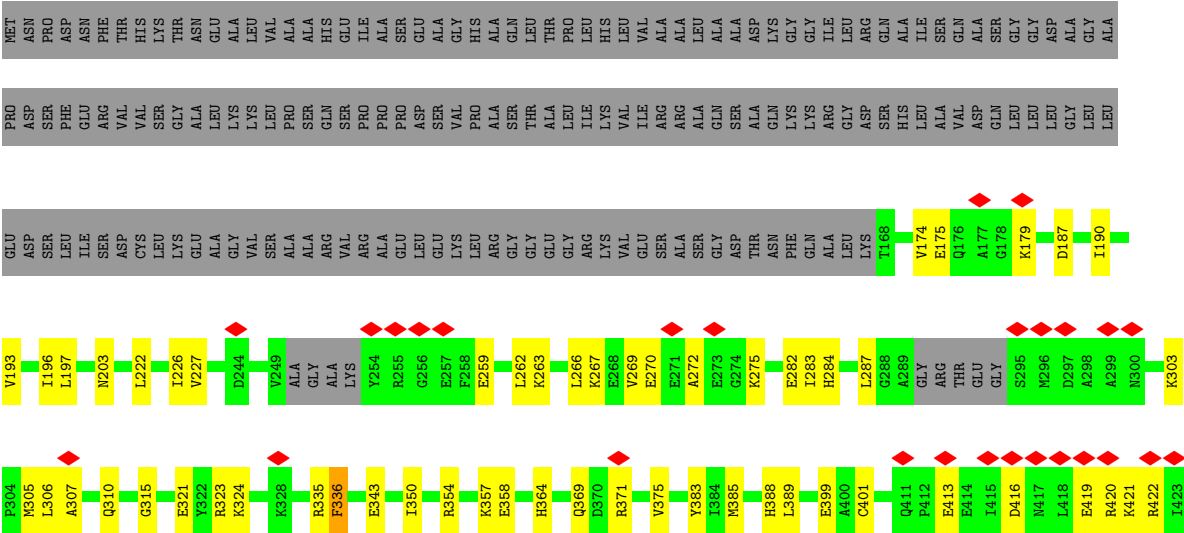 MET ASN PRO ASP ASN PHE THR HIS LYS THR ASN GLU ALA LEU VAL ALA ALA HIS GLU ILE ALA SER GLU ALA GLY HIS ALA GLN LEU THR PRO LEU HIS LEU VAL ALA ALA LEU ALA ALA ASP LYS GLY GLY ILE LEU ARG GLN ALA ILE SER GLN ALA SER GLY GLY ASP ALA GLY ALA
PRO ASP SER PHE GLU ARG VAL VAL SER GLY ALA LEU LYS LYS LEU PRO SER GLN SER PRO PRO PRO ASP SER VAL PRO ALA SER THR ALA LEU ILE LYS VAL ILE ARG ARG ALA GLN SER ALA GLN LYS LYS ARG GLY ASP SER HIS LEU ALA VAL ASP GLN LEU LEU LEU GLY LEU LEU
GLU ASP SER LEU ILE SER ASP CYS LEU LYS GLU ALA GLY VAL SER ALA ALA ARG VAL ARG ALA GLU LEU GLU LYS LEU ARG GLY GLY GLU GLY ARG LYS VAL GLU SER ALA SER GLY ASP THR ASN PHE GLN ALA LEU LYS T168 V174 E175 Q176 A177 G178 K179 D187 I190
V193 I196 L197 N203 L222 I226 V227 D244 V249 ALA GLY ALA LYS Y254 R255 G256 E257 F258 E259 L262 K263 L266 K267 E268 V269 E270 E271 A272 E273 G274 K275 E282 I283 H284 L287 G288 A289 GLY ARG THR GLU GLY S295 M296 D297 A298 A299 N300 K303
P304 M305 L306 A307 Q310 G315 E321 Y322 R323 K324 K328 R335 F336 E343 I350 R354 K357 E358 H364 Q369 D370 R371 V375 Y383 I384 M385 H388 L389 E399 A400 C401 Q411 P412 E413 E414 I415 D416 N417 L418 E419 R420 K421 R422 I423